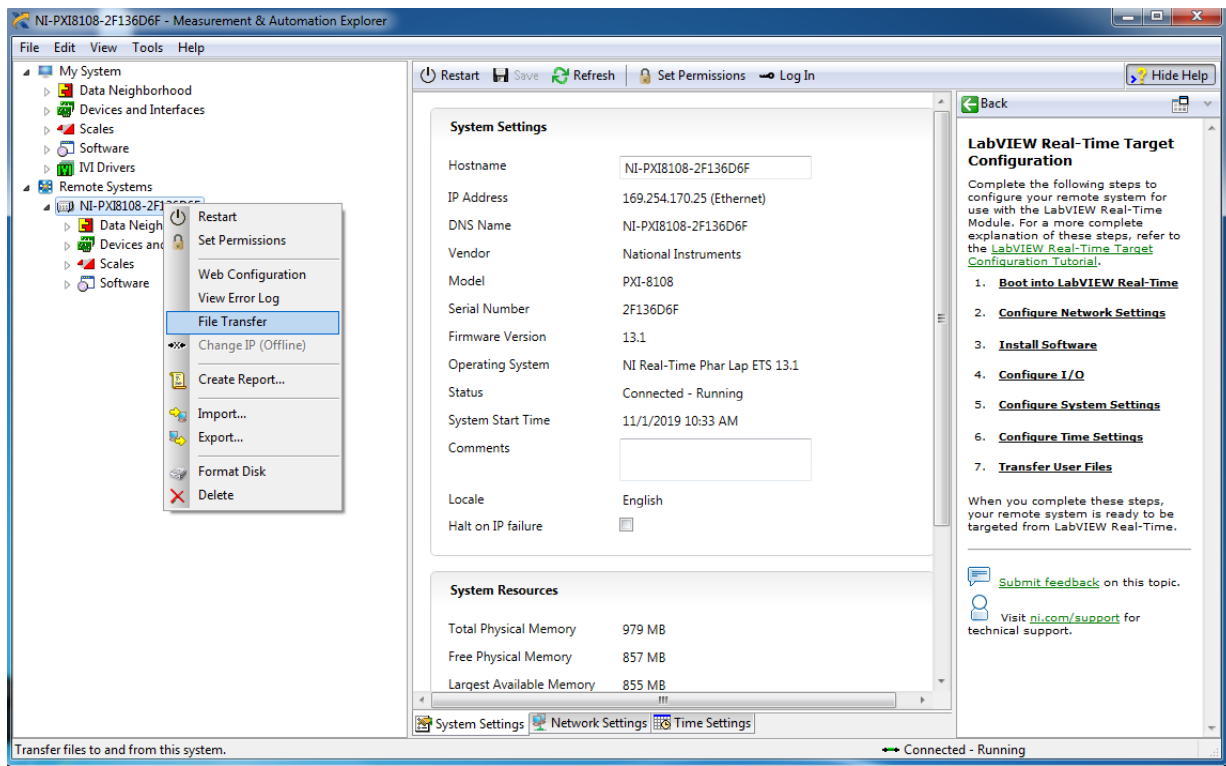 NI-PXI8108-2F136D6F - Measurement & Automation Explorer
File Edit View Tools Help
My System
Data Neighborhood
Devices and Interfaces
Scales
Software
IVI Drivers
Remote Systems
NI-PXI8108-2F136D6F
Data Neigh
Devices and
Scales
Software
Restart
Set Permissions
Web Configuration
View Error Log
File Transfer
Change IP (Offline)
Create Report...
Import...
Export...
Format Disk
Delete
Restart Save Refresh Set Permissions Log In Hide Help
System Settings
Hostname NI-PXI8108-2F136D6F
IP Address 169.254.170.25 (Ethernet)
DNS Name NI-PXI8108-2F136D6F
Vendor National Instruments
Model PXI-8108
Serial Number 2F136D6F
Firmware Version 13.1
Operating System NI Real-Time Phar Lap ETS 13.1
Status Connected - Running
System Start Time 11/1/2019 10:33 AM
Comments
Locale English
Halt on IP failure
System Resources
Total Physical Memory 979 MB
Free Physical Memory 857 MB
Largest Available Memory 855 MB
System Settings Network Settings Time Settings
Back
LabVIEW Real-Time Target
Configuration
Complete the following steps to
configure your remote system for
use with the LabVIEW Real-Time
Module. For a more complete
explanation of these steps, refer to
the LabVIEW Real-Time Target
Configuration Tutorial.
1. Boot into LabVIEW Real-Time
2. Configure Network Settings
3. Install Software
4. Configure I/O
5. Configure System Settings
6. Configure Time Settings
7. Transfer User Files
When you complete these steps,
your remote system is ready to be
targeted from LabVIEW Real-Time.
Submit feedback on this topic.
Visit ni.com/support for
technical support.
Transfer files to and from this system. Connected - Running